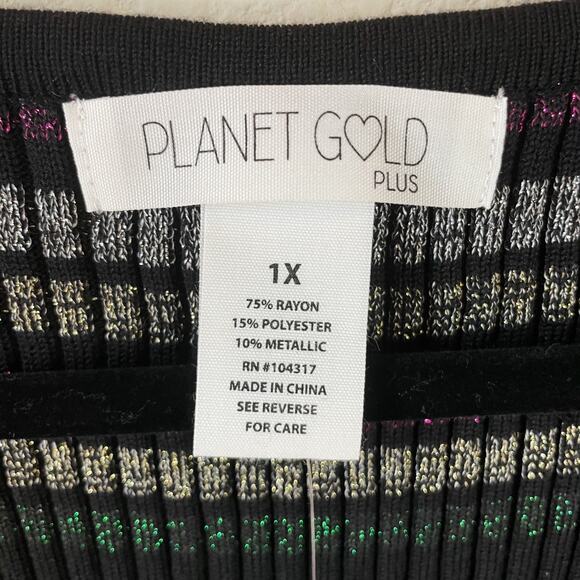 PLANET GOLD
PLUS
1X
75% RAYON
15% POLYESTER
10% METALLIC
RN #104317
MADE IN CHINA
SEE REVERSE
FOR CARE